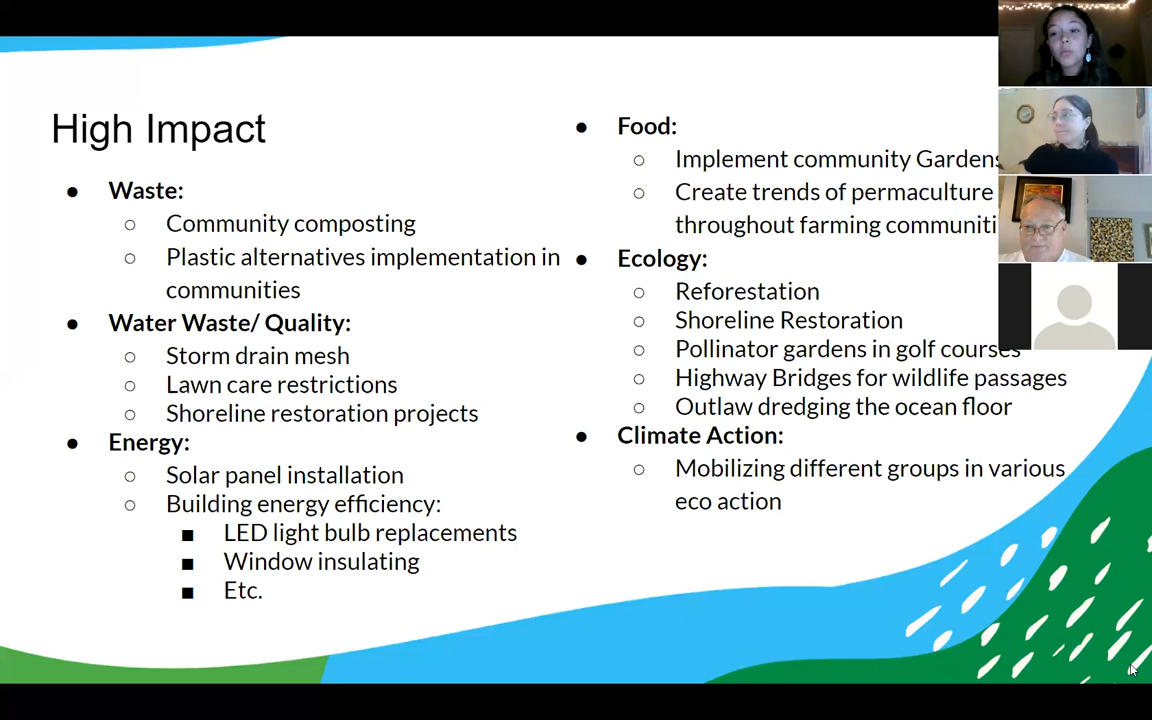 High Impact
● Waste:
○ Community composting
○ Plastic alternatives implementation in
communities
● Water Waste/ Quality:
○ Storm drain mesh
○ Lawn care restrictions
○ Shoreline restoration projects
● Energy:
○ Solar panel installation
○ Building energy efficiency:
■ LED light bulb replacements
■ Window insulating
■ Etc.
● Food:
○ Implement community Gardens
○ Create trends of permaculture
throughout farming
● Ecology:
○ Reforestation
○ Shoreline Restoration
○ Pollinator gardens in golf courses
○ Highway Bridges for wildlife passages
○ Outlaw dredging the ocean floor
● Climate Action:
○ Mobilizing different groups in various
eco action